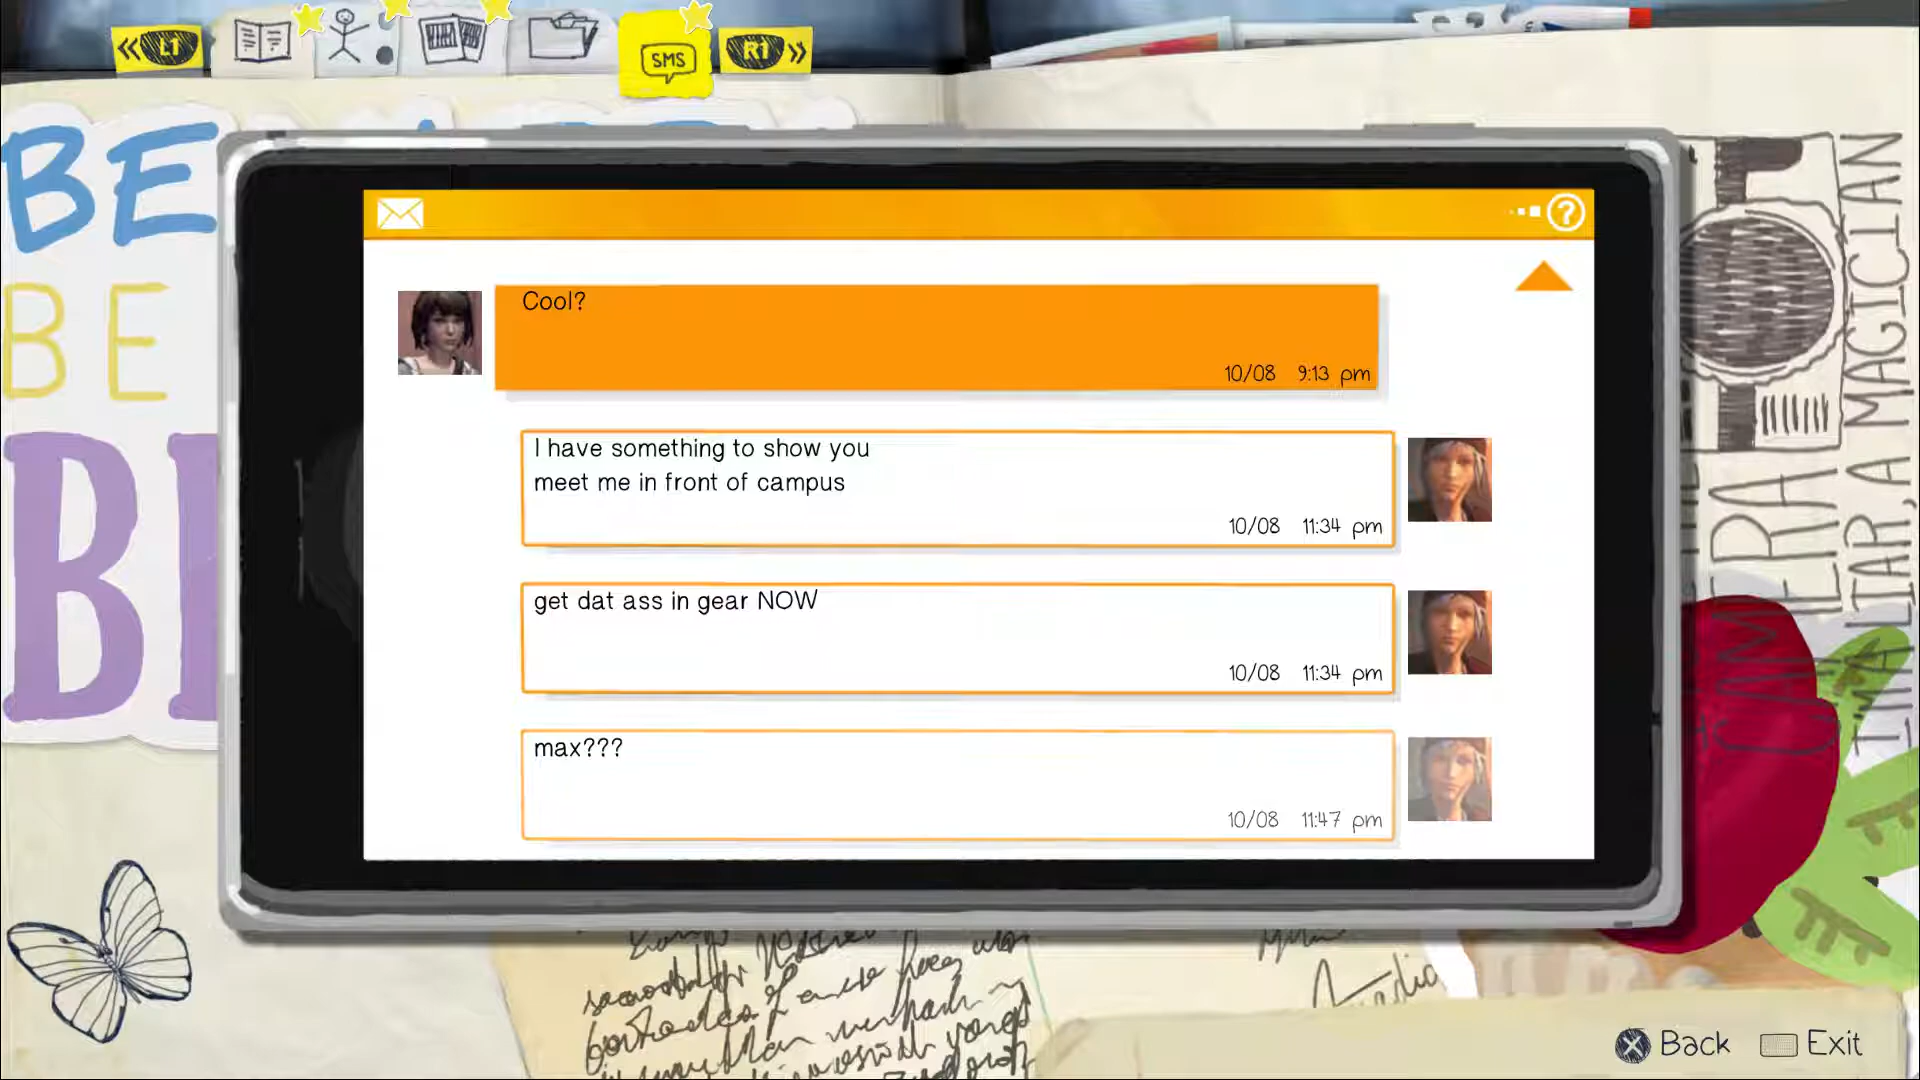 L1
SMS
R1
BE
BE
Cool?
10/08 9:13 pm
I have something to show you
meet me in front of campus
10/08 11:34 pm
get dat ass in gear NOW
10/08 11:34 pm
max???
10/08 11:47 pm
CAMERA
LIAR, A MAGICIAN
Back
Exit